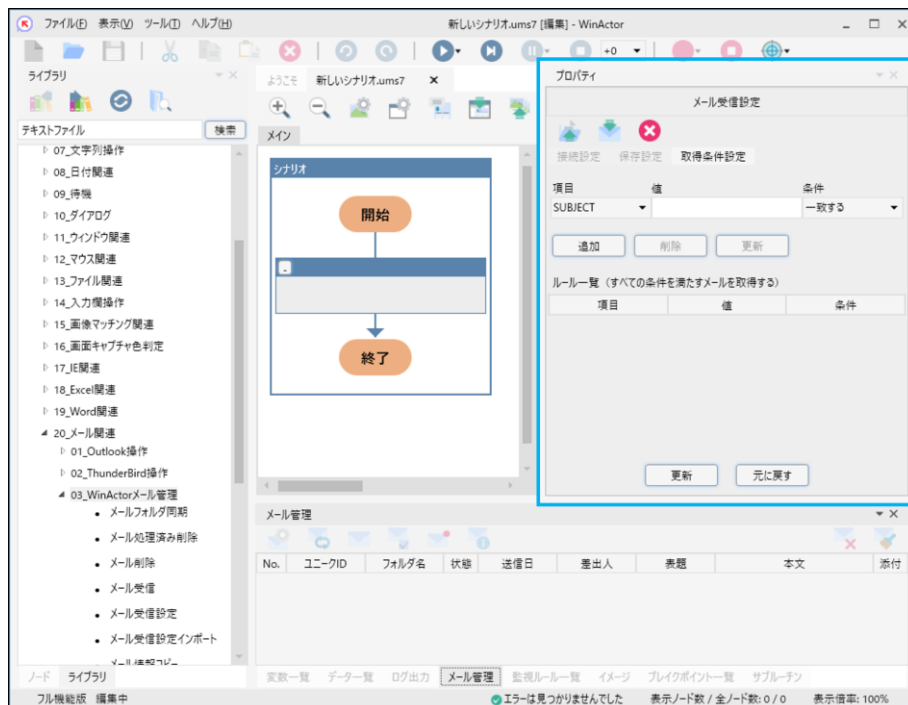 ファイル(F) 表示(V) ツール(T) ヘルプ(H)
新しいシナリオ.ums7 [編集] - WinActor
+0
ライブラリ
テキストファイル
検索
07_文字列操作
08_日付関連
09_待機
10_ダイアログ
11_ウィンドウ関連
12_マウス関連
13_ファイル関連
14_入力欄操作
15_画像マッチング関連
16_画面キャプチャ色判定
17_IE関連
18_Excel関連
19_Word関連
20_メール関連
01_Outlook操作
02_ThunderBird操作
03_WinActorメール管理
メールフォルダ同期
メール処理済み削除
メール削除
メール受信
メール受信設定
メール受信設定インポート
メール情報コピー
ノード ライブラリ
ようこそ 新しいシナリオ.ums7
メイン
シナリオ
開始
終了
プロパティ
メール受信設定
接続設定 保存設定 取得条件設定
項目 値 条件
SUBJECT 一致する
追加 削除 更新
ルール一覧（すべての条件を満たすメールを取得する）
項目 値 条件
更新 元に戻す
メール管理
No. ユニークID フォルダ名 状態 送信日 差出人 表題 本文 添付
変数一覧 データ一覧 ログ出力 メール管理 監視ルール一覧 イメージ ブレイクポイント一覧 サブルーチン
フル機能版 編集中
エラーは見つかりませんでした 表示ノード数 / 全ノード数: 0 / 0 表示倍率: 100%